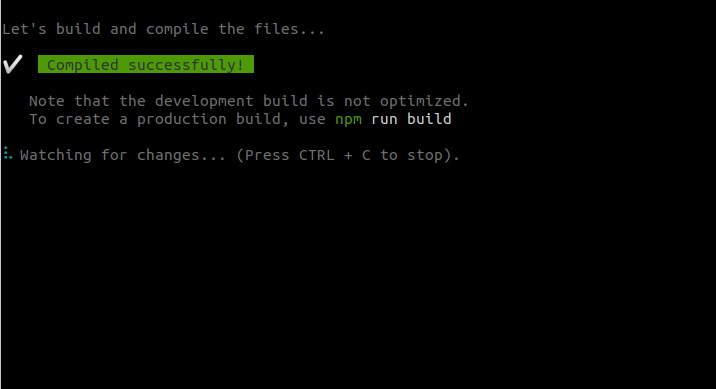 Let's build and compile the files...
✔ Compiled successfully!
Note that the development build is not optimized.
To create a production build, use npm run build
Watching for changes... (Press CTRL + C to stop).